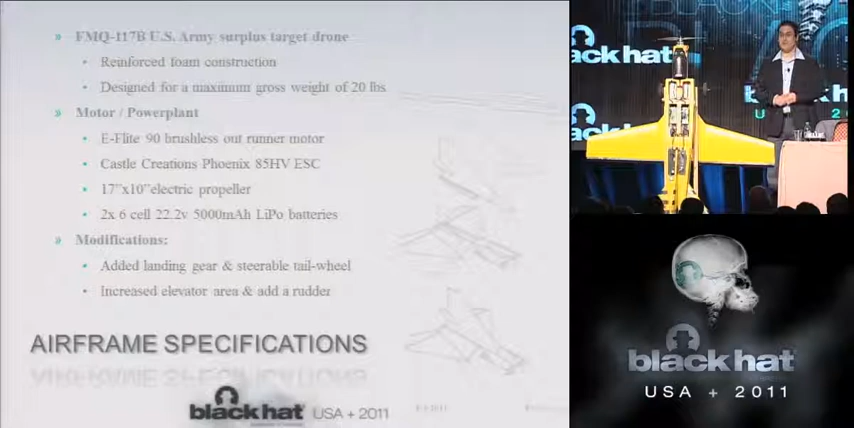 » FMQ-117B U.S. Army surplus target drone
• Reinforced foam construction
• Designed for a maximum gross weight of 20 lbs
» Motor / Powerplant
• E-Flite 90 brushless out runner motor
• Castle Creations Phoenix 85HV ESC
• 17"x10"electric propeller
• 2x 6 cell 22.2v 5000mAh LiPo batteries
» Modifications:
• Added landing gear & steerable tail-wheel
• Increased elevator area & add a rudder
AIRFRAME SPECIFICATIONS
black hat USA + 2011
black hat
ack hat
black hat
USA + 2011